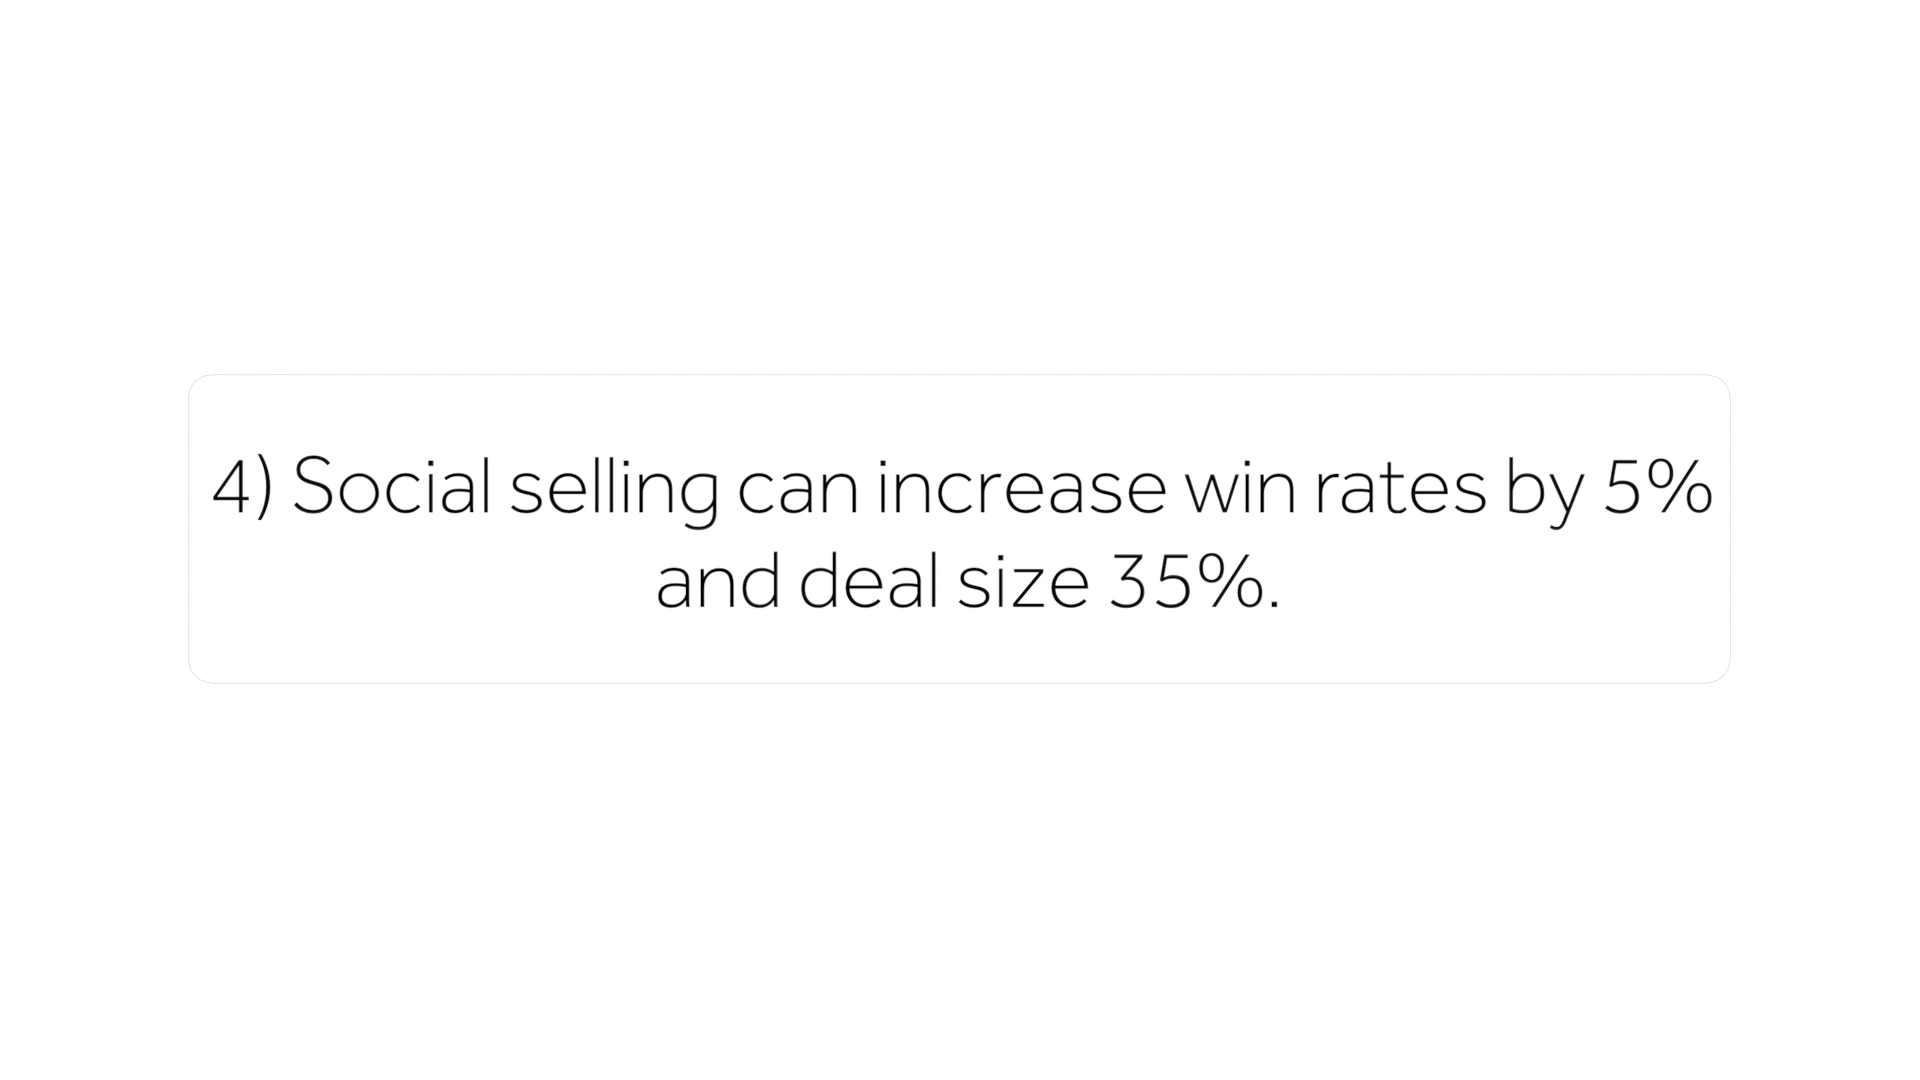 4) Social selling can increase win rates by 5%
and deal size 35%.